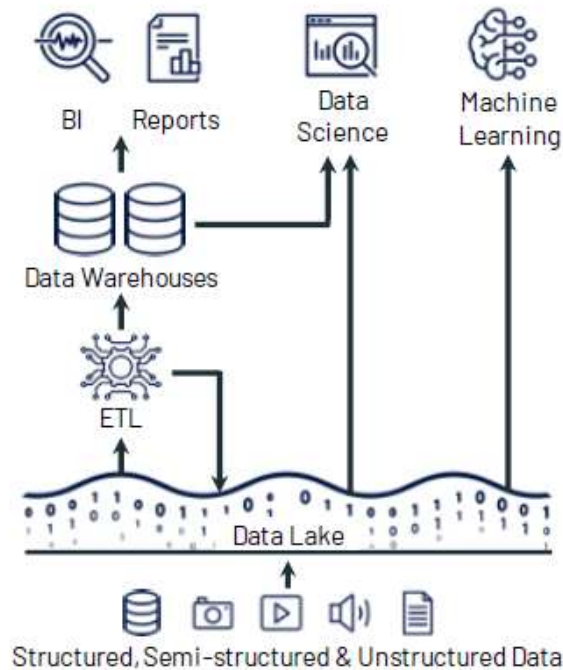 BI
Reports
Data
Science
Machine
Learning
Data Warehouses
ETL
Data Lake
Structured, Semi-structured & Unstructured Data